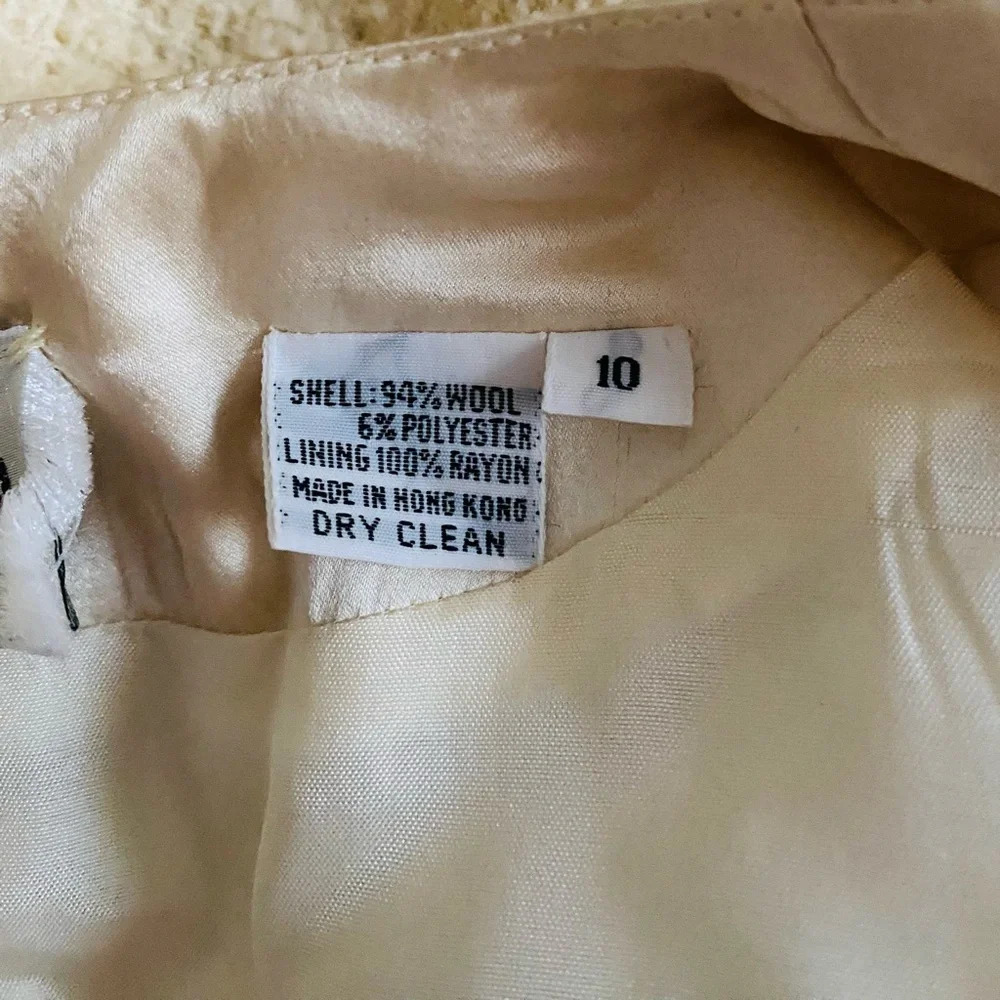 SHELL: 94% WOOL
6% POLYESTER
LINING 100% RAYON
MADE IN HONG KONG
DRY CLEAN
10